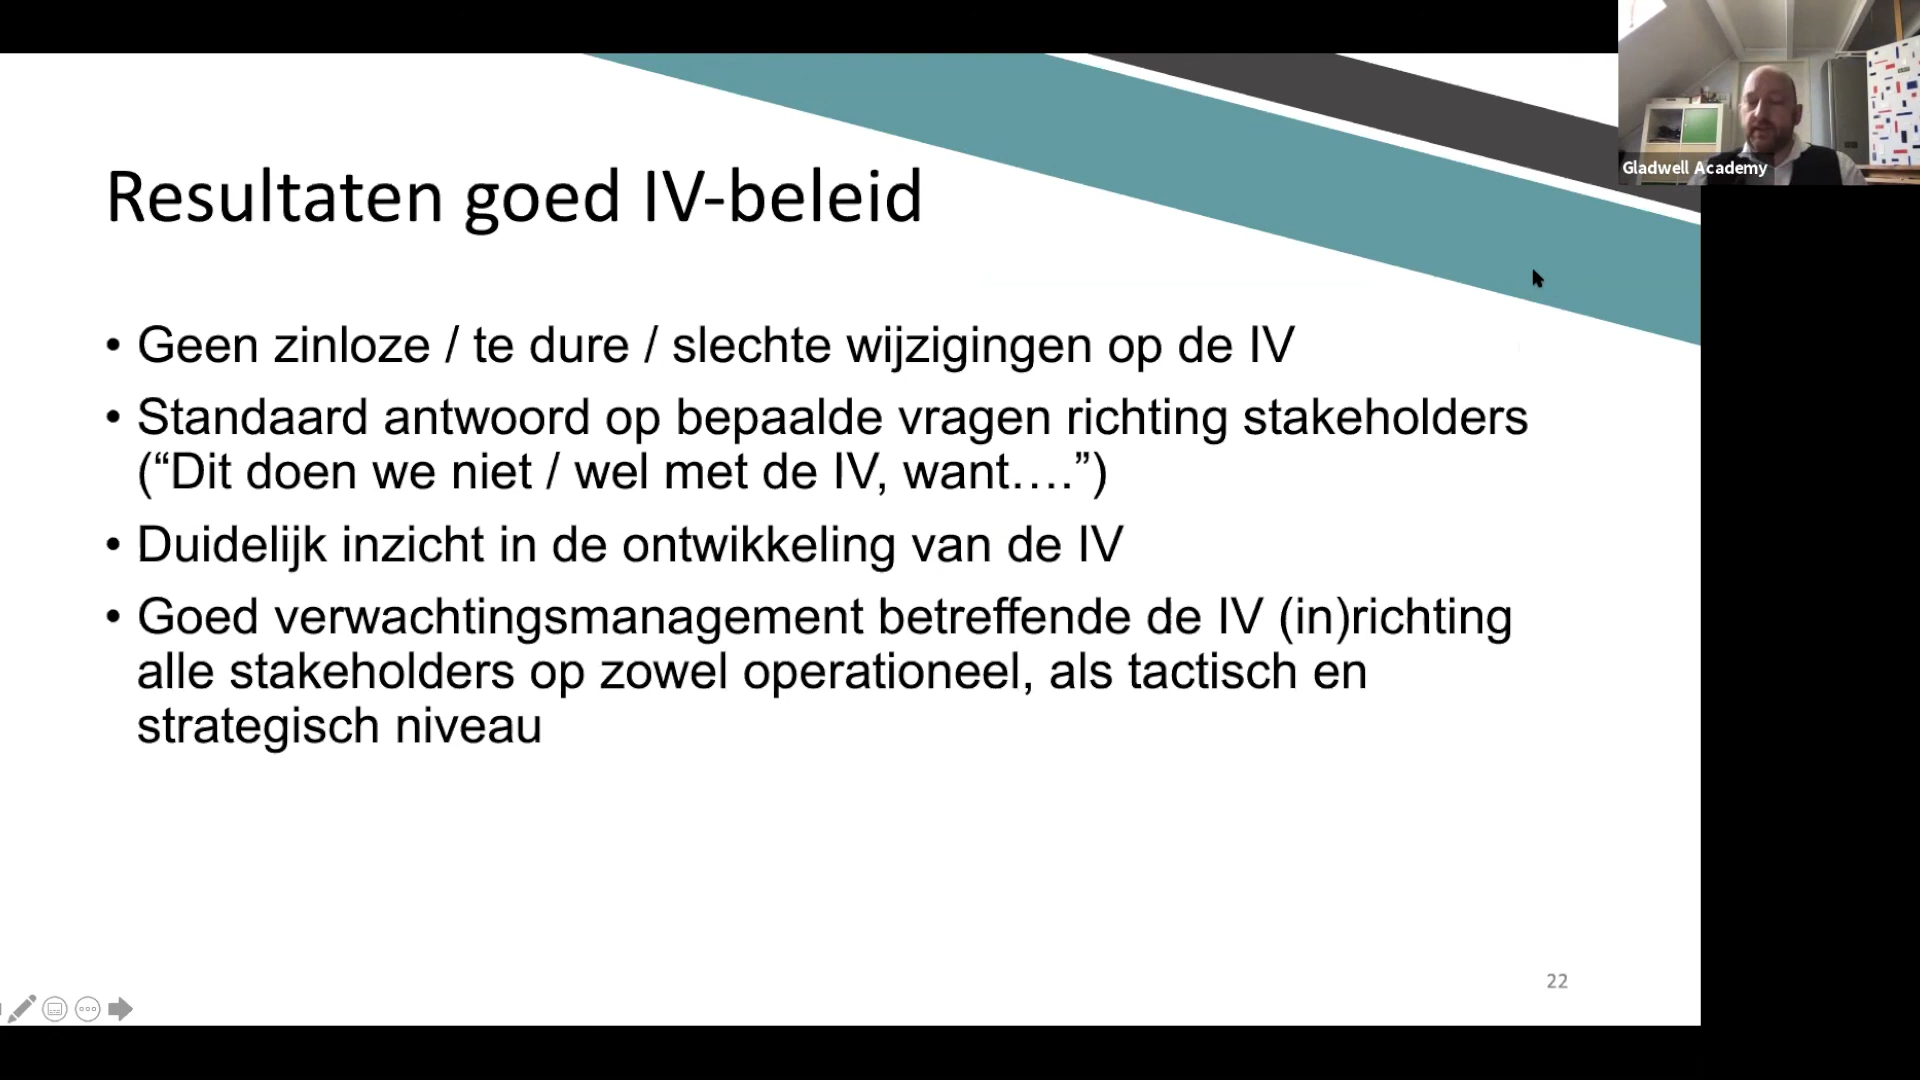 Gladwell Academy
Resultaten goed IV-beleid
• Geen zinloze / te dure / slechte wijzigingen op de IV
• Standaard antwoord op bepaalde vragen richting stakeholders
(“Dit doen we niet / wel met de IV, want….”)
• Duidelijk inzicht in de ontwikkeling van de IV
• Goed verwachtingsmanagement betreffende de IV (in)richting
alle stakeholders op zowel operationeel, als tactisch en
strategisch niveau
22